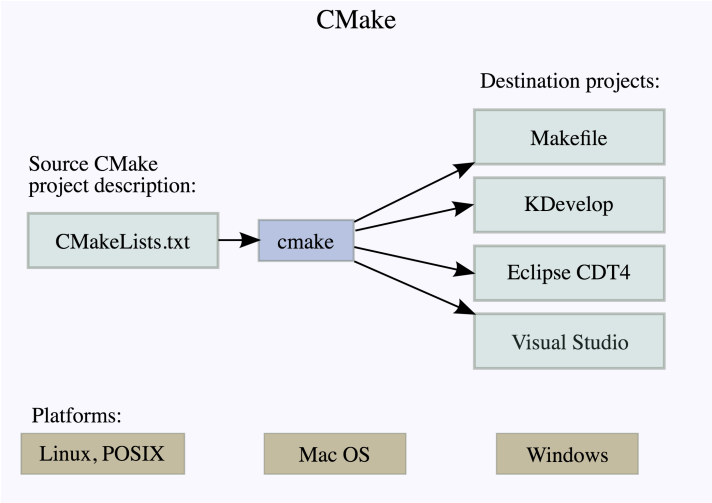 CMake
Destination projects:
Makefile
Source CMake
project description:
KDevelop
CMakeLists.txt
cmake
Eclipse CDT4
Visual Studio
Platforms:
Linux, POSIX
Mac OS
Windows